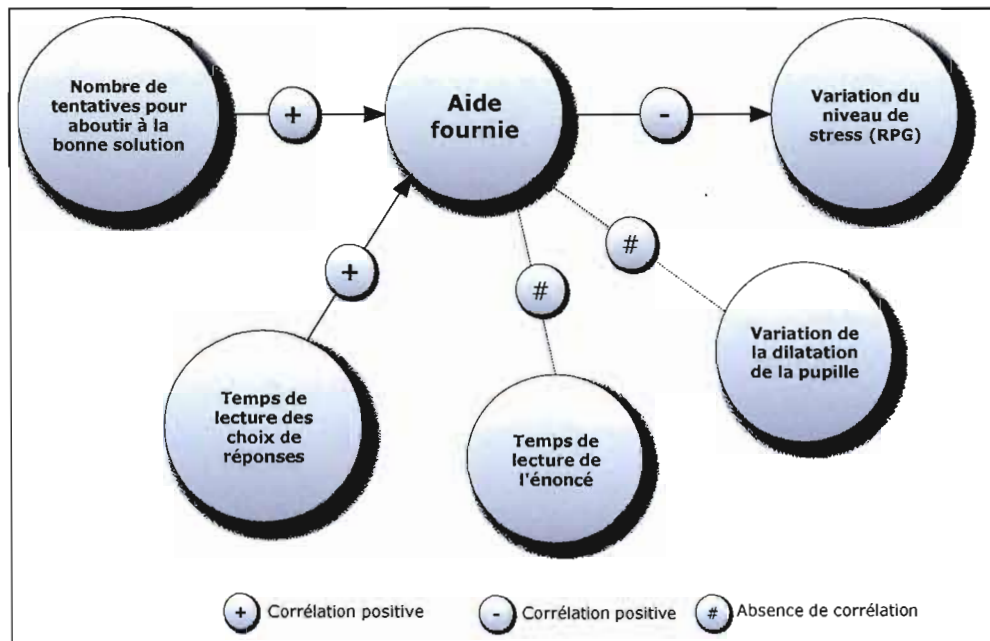 Nombre de
tentatives pour
aboutir à la
bonne solution
+
Aide
fournie
-
Variation du
niveau de
stress (RPG)
+
#
#
Variation de
la dilatation
de la pupille
Temps de
lecture des
choix de
réponses
Temps de
lecture de
l'énoncé
+ Corrélation positive
- Corrélation positive
# Absence de corrélation